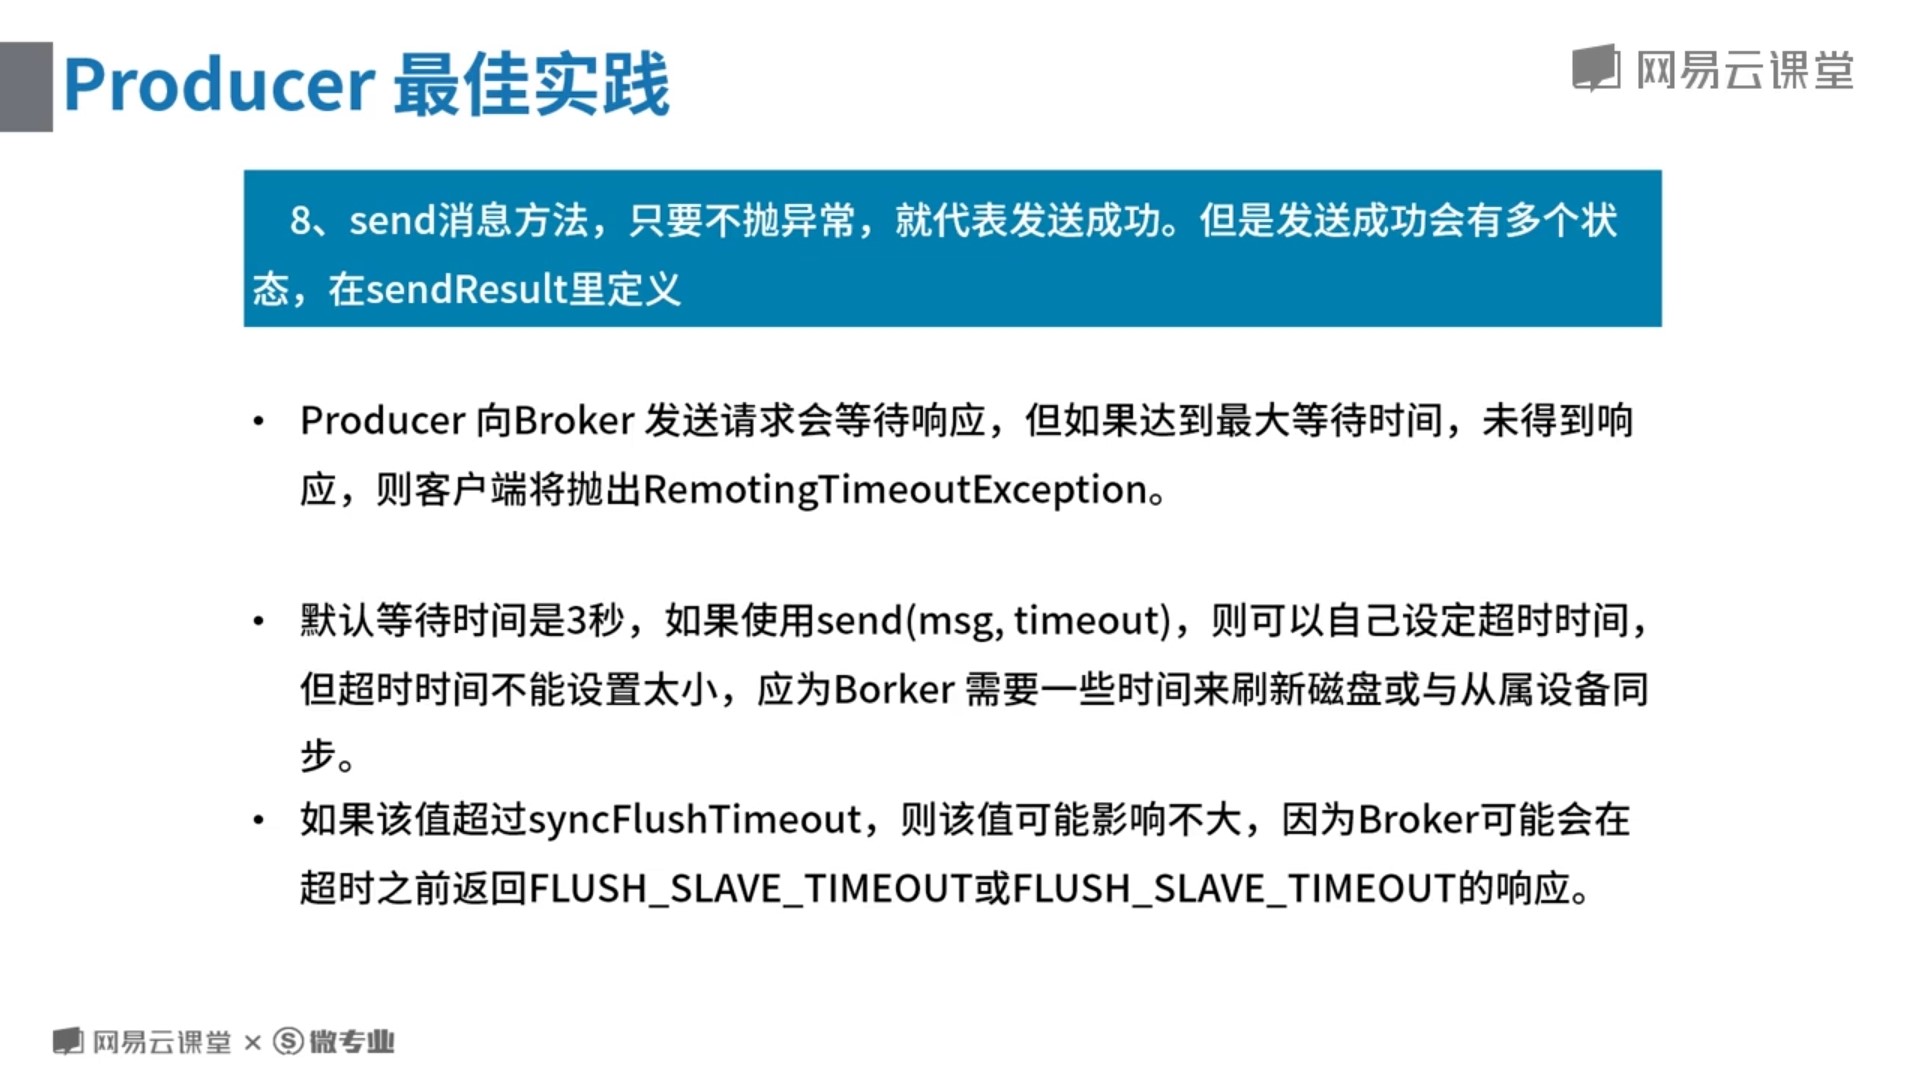 Producer 最佳实践
网易云课堂
8、send消息方法，只要不抛异常，就代表发送成功。但是发送成功会有多个状
态，在sendResult里定义
• Producer 向Broker 发送请求会等待响应，但如果达到最大等待时间，未得到响
应，则客户端将抛出RemotingTimeoutException。
• 默认等待时间是3秒，如果使用send(msg, timeout)，则可以自己设定超时时间，
但超时时间不能设置太小，应为Borker 需要一些时间来刷新磁盘或与从属设备同
步。
• 如果该值超过syncFlushTimeout，则该值可能影响不大，因为Broker可能会在
超时之前返回FLUSH_SLAVE_TIMEOUT或FLUSH_SLAVE_TIMEOUT的响应。
网易云课堂 × 微专业